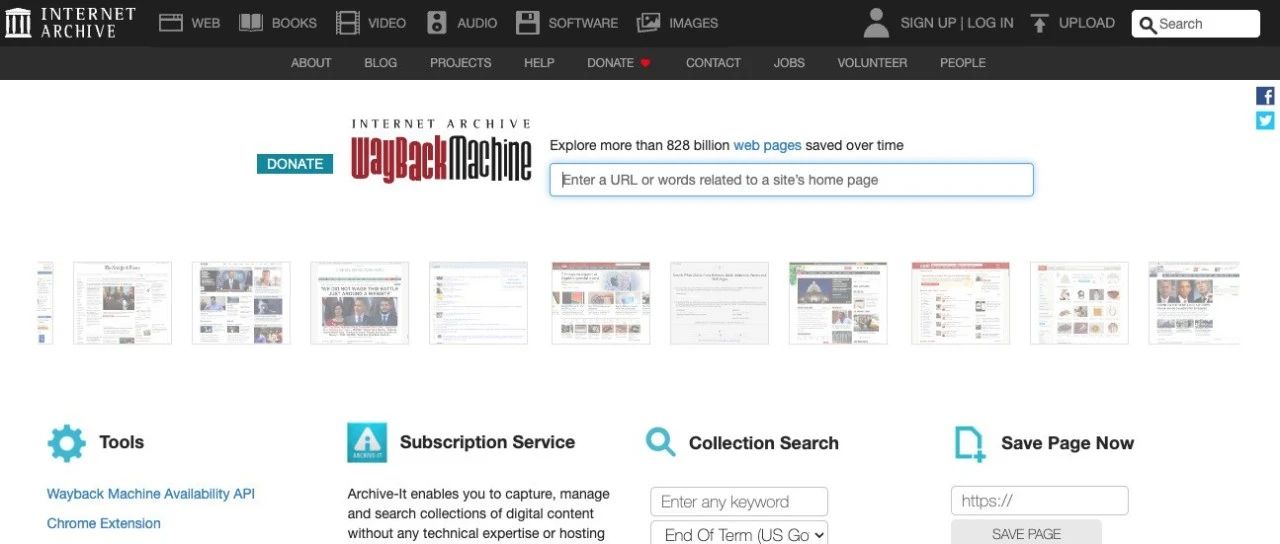 INTERNET ARCHIVE
WEB BOOKS VIDEO AUDIO SOFTWARE IMAGES SIGN UP | LOG IN UPLOAD Search
ABOUT BLOG PROJECTS HELP DONATE CONTACT JOBS VOLUNTEER PEOPLE
DONATE
INTERNET ARCHIVE
WayBackMachine
Explore more than 828 billion web pages saved over time
Enter a URL or words related to a site's home page
Tools
Wayback Machine Availability API
Chrome Extension
Subscription Service
ARCHIVE-IT
Archive-It enables you to capture, manage
and search collections of digital content
without any technical expertise or hosting
Collection Search
Enter any keyword
End Of Term (US Go
Save Page Now
https://
SAVE PAGE